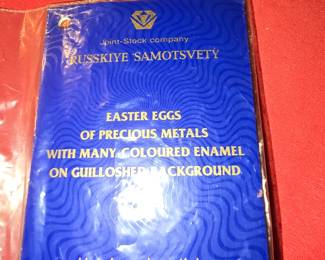 Joint-Stock company
RUSSKIYE SAMOTSVETY
EASTER EGGS
OF PRECIOUS METALS
WITH MANY COLOURED ENAMEL
ON GUILLOSHED BACKGROUND